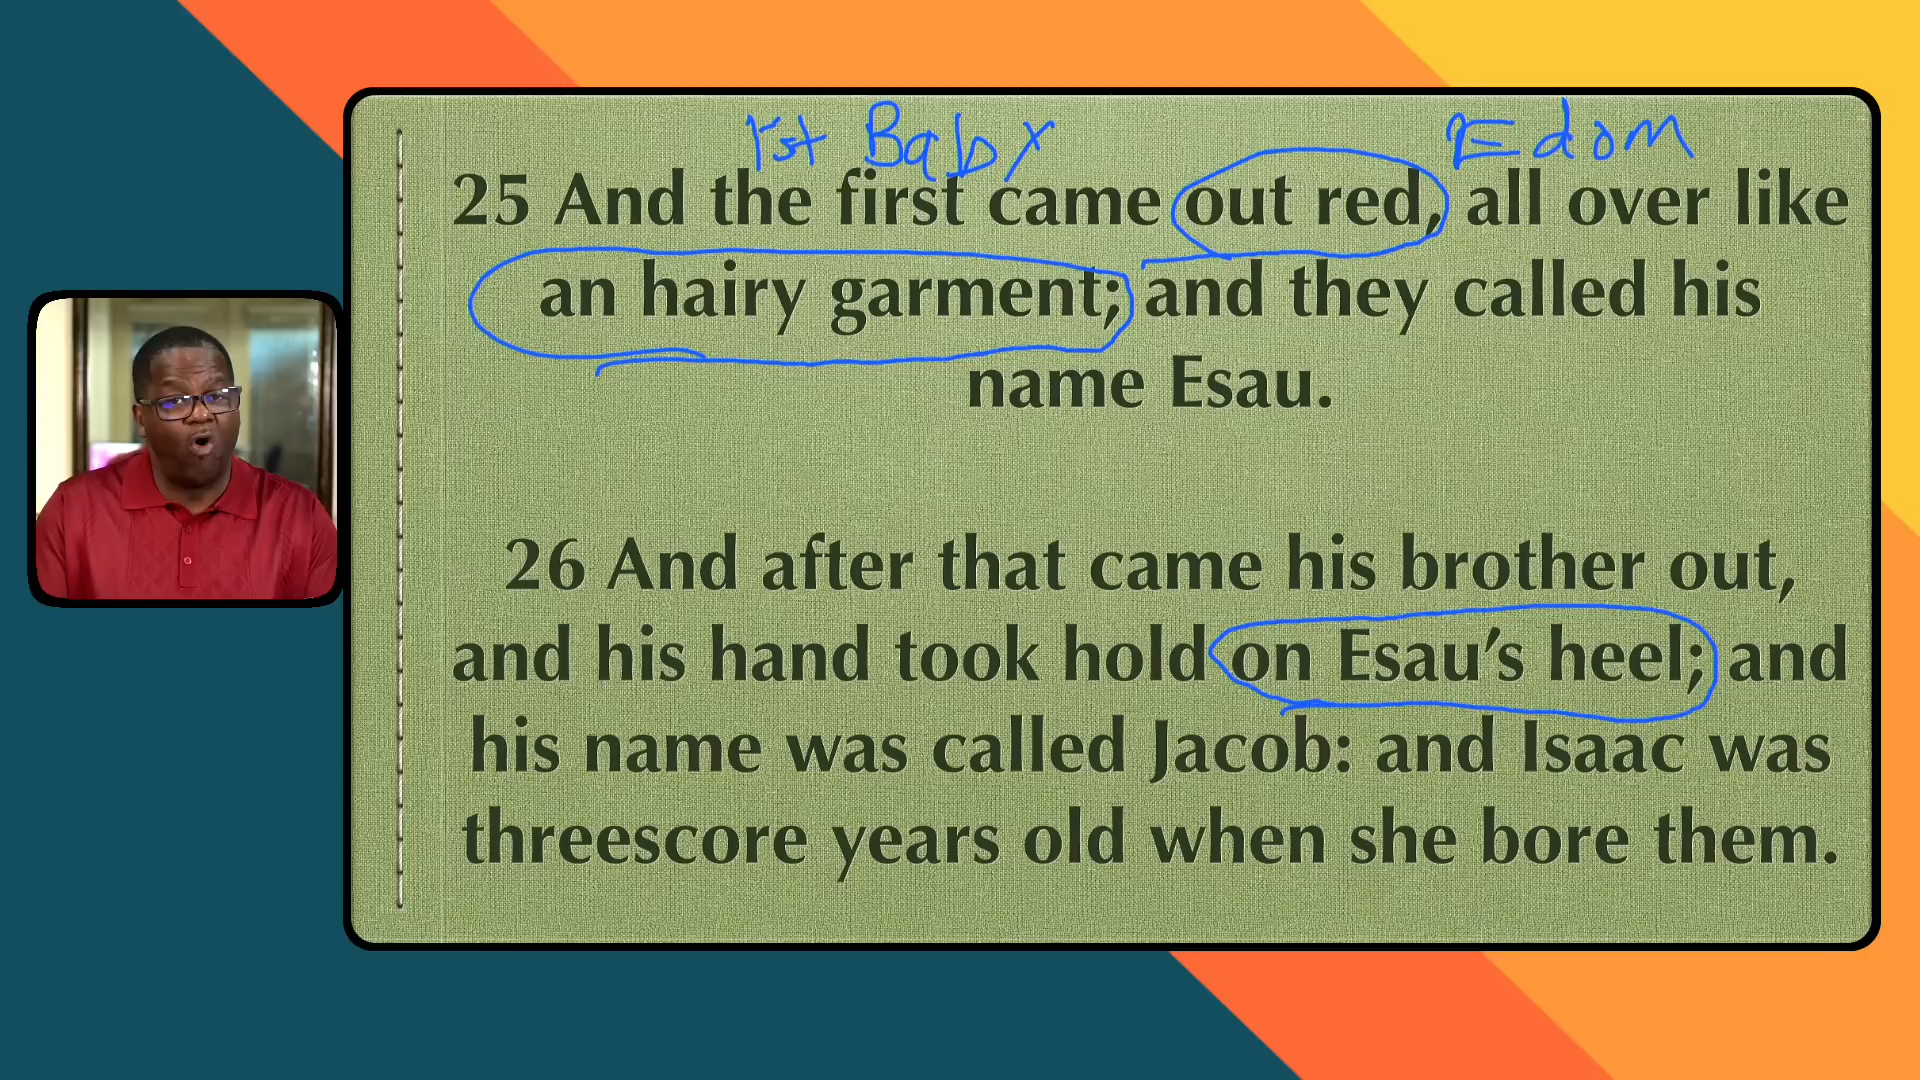 1rst Baby Edom
25 And the first came out red, all over like
an hairy garment; and they called his
name Esau.
26 And after that came his brother out,
and his hand took hold on Esau’s heel; and
his name was called Jacob: and Isaac was
threescore years old when she bore them.